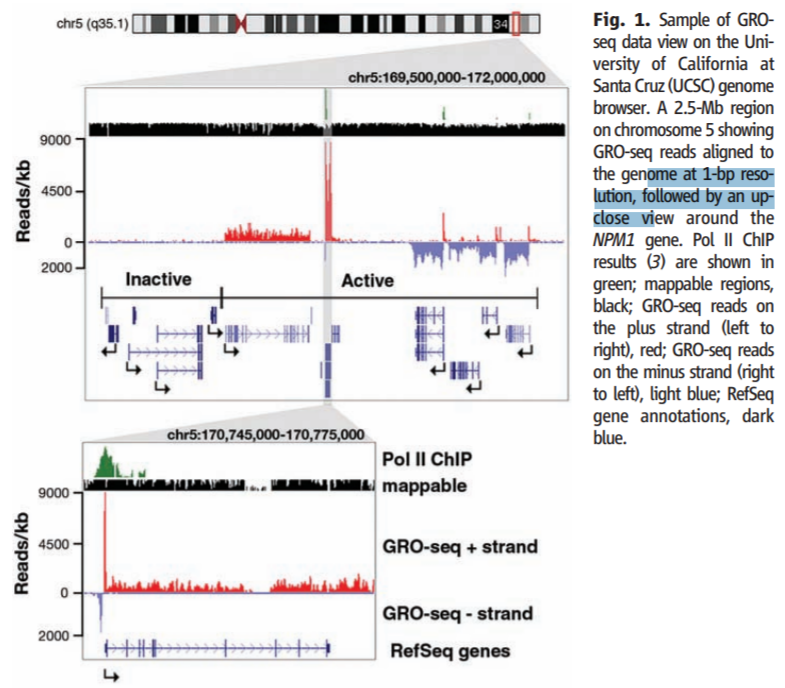 chr5 (q35.1)
34
chr5:169,500,000-172,000,000
9000
4500
0
2000
Reads/kb
Inactive
Active
chr5:170,745,000-170,775,000
Pol II ChIP
mappable
9000
4500
0
2000
Reads/kb
GRO-seq + strand
GRO-seq - strand
RefSeq genes
Fig. 1. Sample of GRO-
seq data view on the Uni-
versity of California at
Santa Cruz (UCSC) genome
browser. A 2.5-Mb region
on chromosome 5 showing
GRO-seq reads aligned to
the genome at 1-bp reso-
lution, followed by an up-
close view around the
NPM1 gene. Pol II ChIP
results (3) are shown in
green; mappable regions,
black; GRO-seq reads on
the plus strand (left to
right), red; GRO-seq reads
on the minus strand (right
to left), light blue; RefSeq
gene annotations, dark
blue.